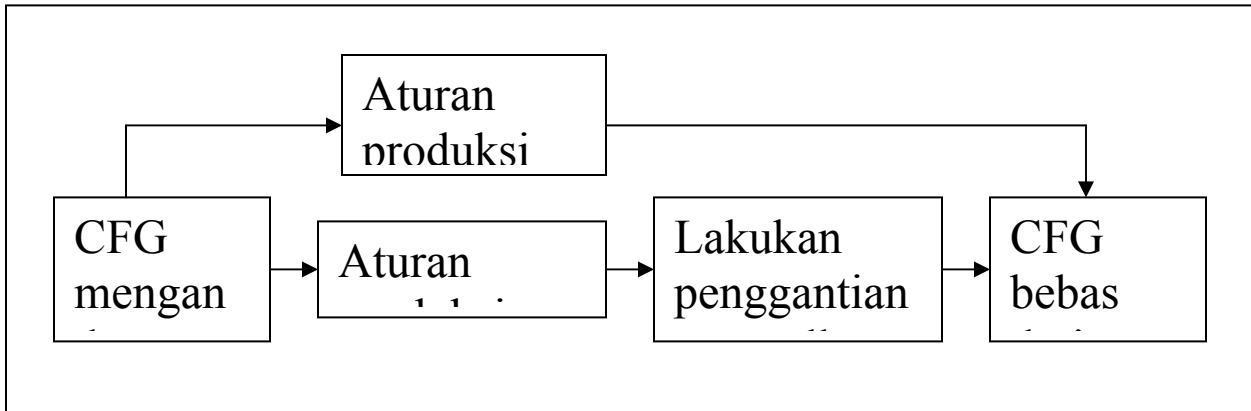 Aturan
produksi
CFG
mengan
Aturan
Lakukan
penggantian
CFG
bebas